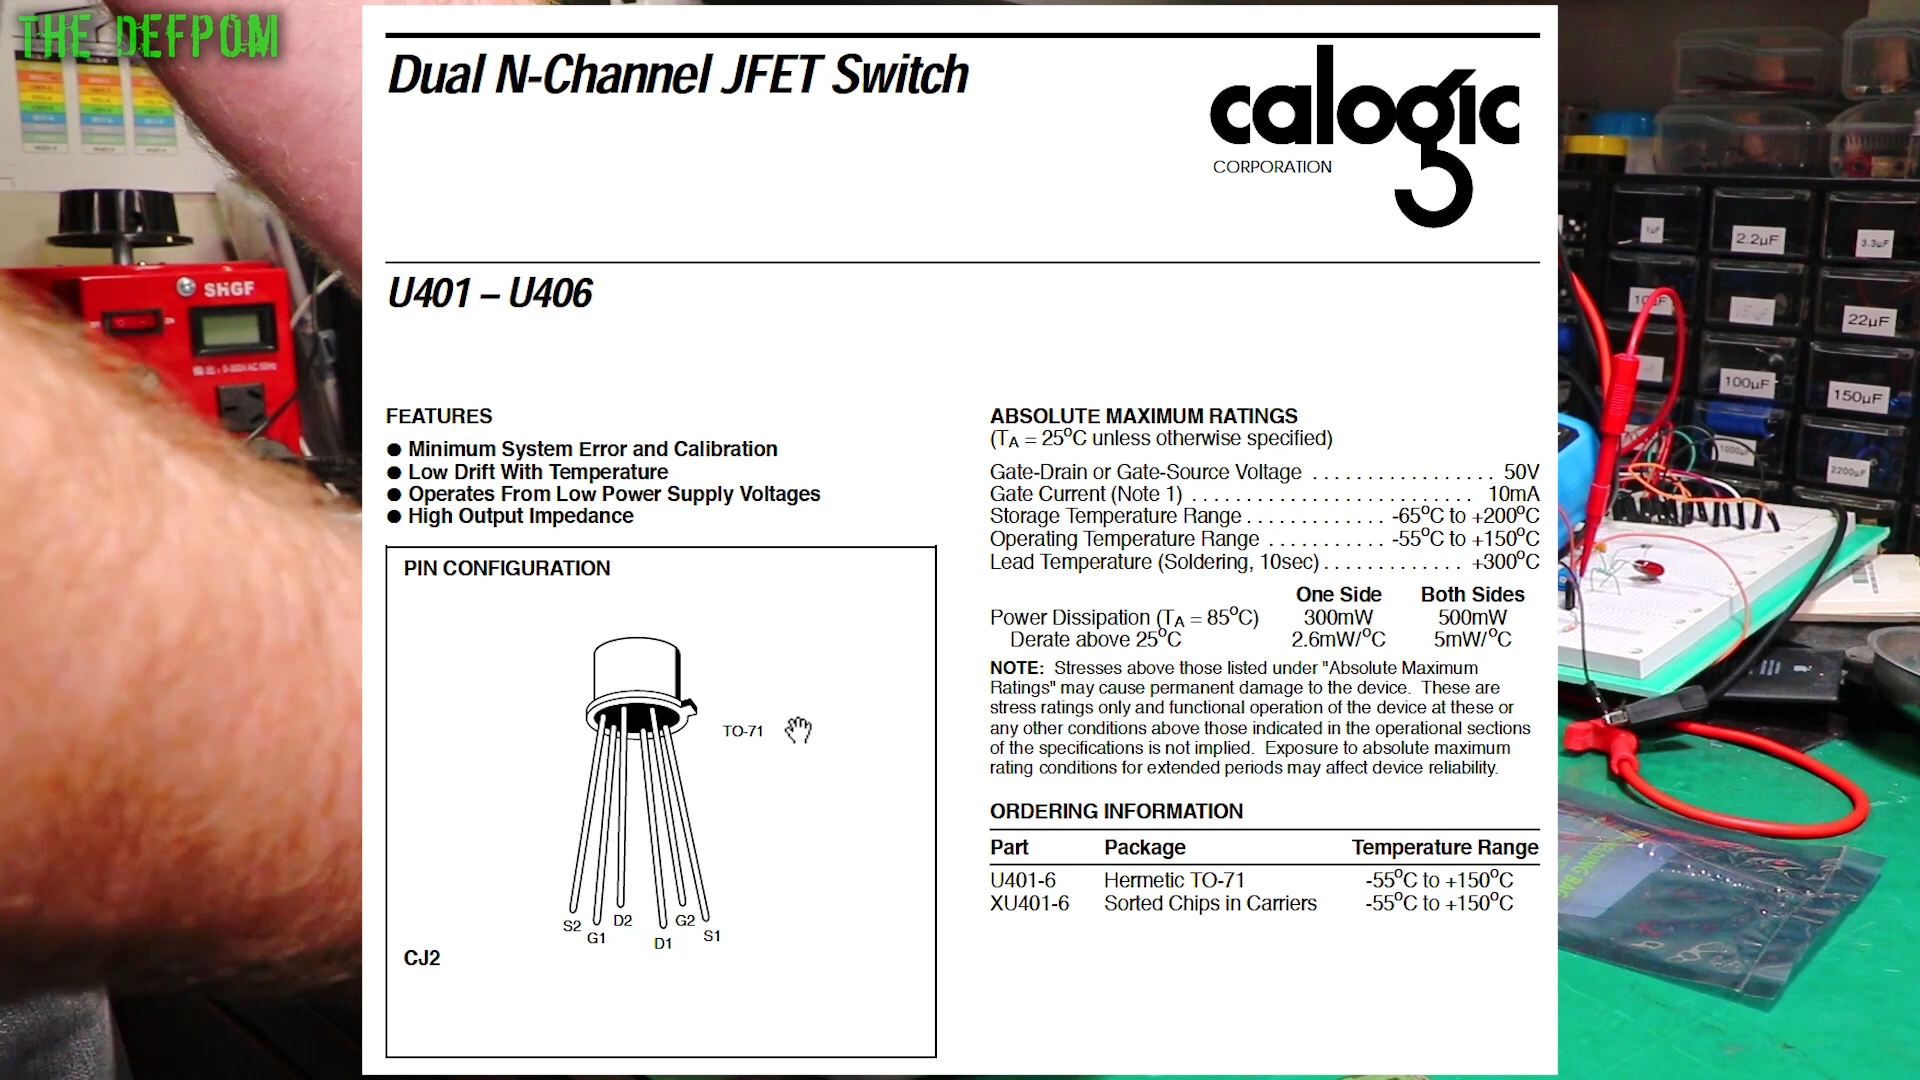 THE DEFPOM
Dual N-Channel JFET Switch
calogic
CORPORATION
U401 – U406
FEATURES
● Minimum System Error and Calibration
● Low Drift With Temperature
● Operates From Low Power Supply Voltages
● High Output Impedance
PIN CONFIGURATION
TO-71
S2
G1
D2
D1
G2
S1
CJ2
ABSOLUTE MAXIMUM RATINGS
(TA = 25°C unless otherwise specified)
Gate-Drain or Gate-Source Voltage . . . . . . . . . . . . . . . . . 50V
Gate Current (Note 1) . . . . . . . . . . . . . . . . . . . . . . . . . . 10mA
Storage Temperature Range . . . . . . . . . . . . . -65°C to +200°C
Operating Temperature Range . . . . . . . . . . . -55°C to +150°C
Lead Temperature (Soldering, 10sec) . . . . . . . . . . . . . +300°C
One Side Both Sides
Power Dissipation (TA = 85°C) 300mW 500mW
Derate above 25°C 2.6mW/°C 5mW/°C
NOTE: Stresses above those listed under "Absolute Maximum
Ratings" may cause permanent damage to the device. These are
stress ratings only and functional operation of the device at these or
any other conditions above those indicated in the operational sections
of the specifications is not implied. Exposure to absolute maximum
rating conditions for extended periods may affect device reliability.
ORDERING INFORMATION
Part Package Temperature Range
U401-6 Hermetic TO-71 -55°C to +150°C
XU401-6 Sorted Chips in Carriers -55°C to +150°C
SHGF
1µF
2.2µF
3.3µF
10µF
22µF
100µF
150µF
1000µF
2200µF